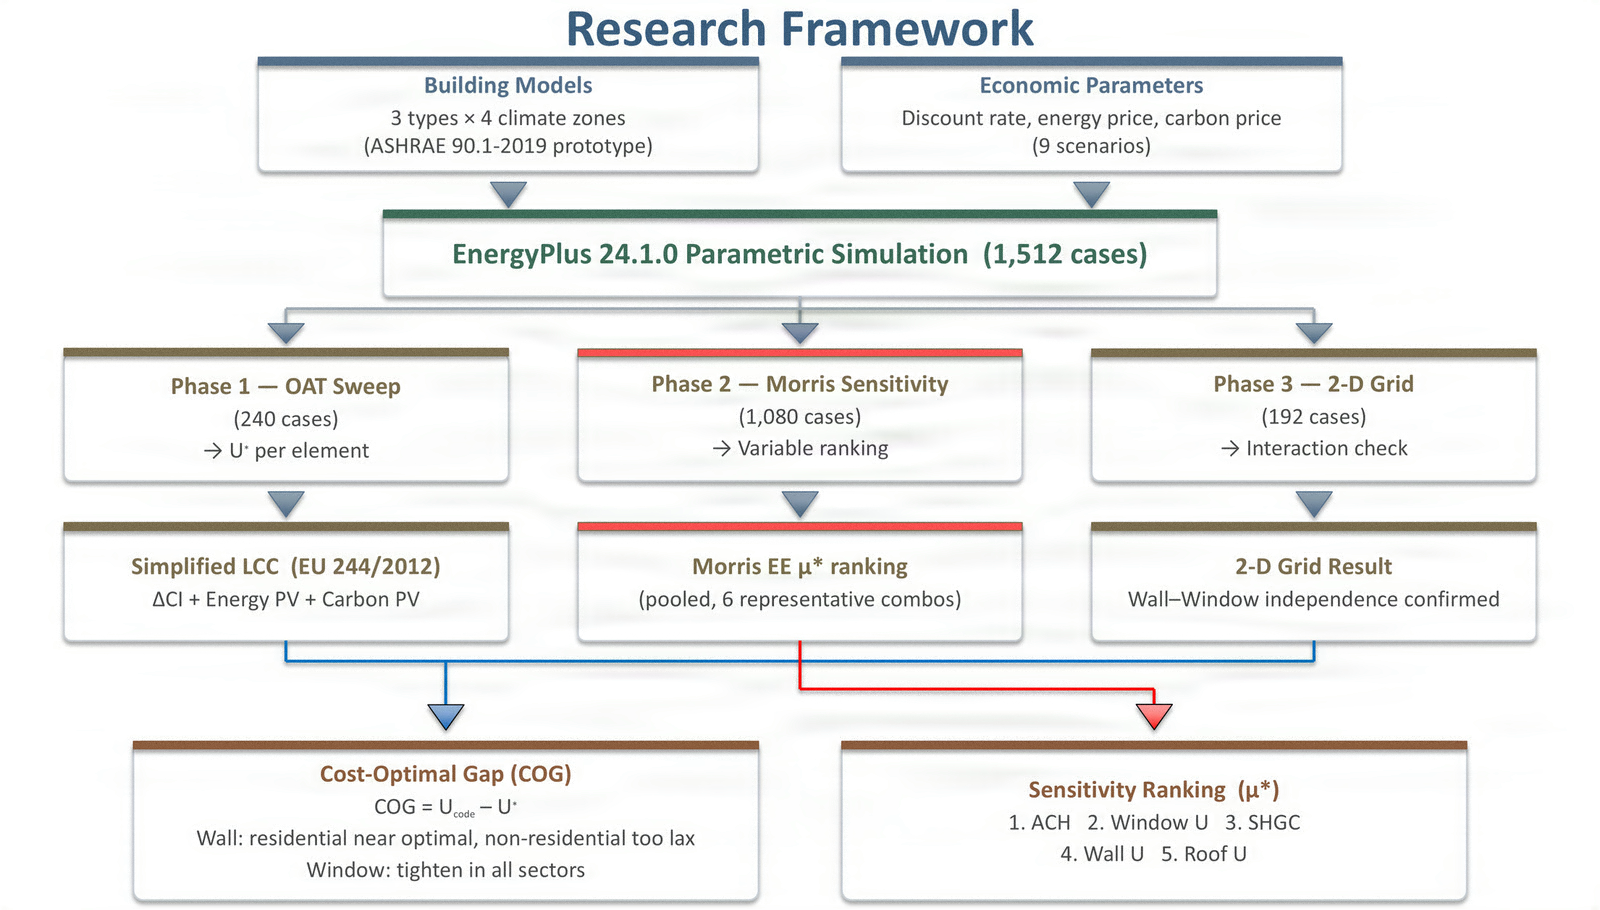 Research Framework
Building Models
3 types × 4 climate zones
(ASHRAE 90.1-2019 prototype)
Economic Parameters
Discount rate, energy price, carbon price
(9 scenarios)
EnergyPlus 24.1.0 Parametric Simulation (1,512 cases)
Phase 1 — OAT Sweep
(240 cases)
→ U* per element
Phase 2 — Morris Sensitivity
(1,080 cases)
→ Variable ranking
Phase 3 — 2-D Grid
(192 cases)
→ Interaction check
Simplified LCC (EU 244/2012)
ΔCI + Energy PV + Carbon PV
Morris EE μ* ranking
(pooled, 6 representative combos)
2-D Grid Result
Wall–Window independence confirmed
Cost-Optimal Gap (COG)
COG = U_code – U*
Wall: residential near optimal, non-residential too lax
Window: tighten in all sectors
Sensitivity Ranking (μ*)
1. ACH 2. Window U 3. SHGC
4. Wall U 5. Roof U